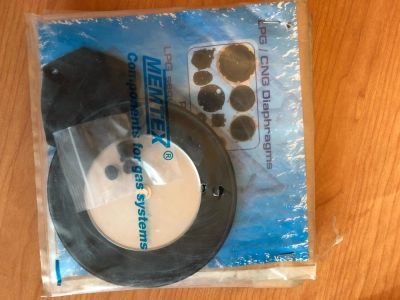 LPG / CNG Diaphragms
MEMTEX®
Components for gas systems